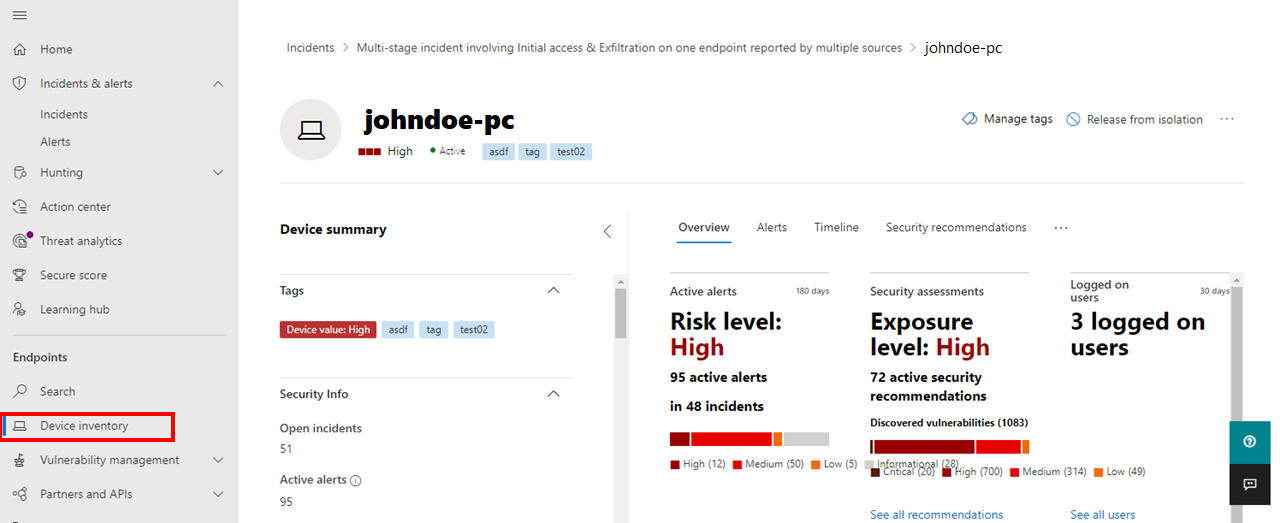 Home
Incidents & alerts
Incidents
Alerts
Hunting
Action center
Threat analytics
Secure score
Learning hub
Endpoints
Search
Device inventory
Vulnerability management
Partners and APIs
Incidents > Multi-stage incident involving Initial access & Exfiltration on one endpoint reported by multiple sources > johndoe-pc
johndoe-pc
High Active asdf tag test02
Manage tags Release from isolation ...
Device summary
Tags
Device value: High asdf tag test02
Security Info
Open incidents
51
Active alerts
95
Overview Alerts Timeline Security recommendations ...
Active alerts 180 days
Risk level:
High
95 active alerts
in 48 incidents
High (12) Medium (50) Low (5) Informational (28)
Security assessments
Exposure
level: High
72 active security
recommendations
Discovered vulnerabilities (1083)
Critical (20) High (700) Medium (314) Low (49)
See all recommendations
Logged on
users 30 days
3 logged on
users
See all users